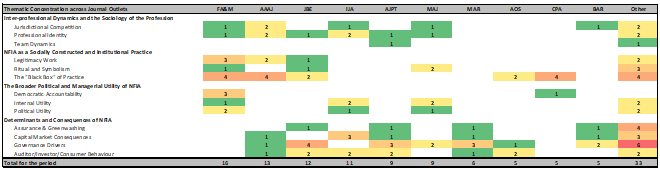 Thematic Concentration across Journal Outlets FA&M AAAJ JBE IJA AJPT MAJ MAR AOS CPA BAR Other
Inter-professional Dynamics and the Sociology of the Profession
Jurisdictional Competition 1 2 1 1 1 2
Professional Identity 1 2 1 1 2 2
Team Dynamics 1 1
NFIA as a Socially Constructed and Institutional Practice
Legitimacy Work 3 2 1 2
Ritual and Symbolism 1 1 2 3
The "Black Box" of Practice 4 4 2 2 4 4
The Broader Political and Managerial Utility of NFIA
Democratic Accountability 3 1
Internal Utility 1 2 2 2
Political Utility 2 1 1 2
Determinants and Consequences of NFIA
Assurance & Greenwashing 1 1 1 1 4
Capital Market Consequences 1 3 1 1 1 3
Governance Drivers 1 4 3 2 3 1 2 6
Auditor/Investor/Consumer Behaviour 1 2 2 2 1 2 2
Total for the period 16 13 12 11 9 9 6 5 5 5 33